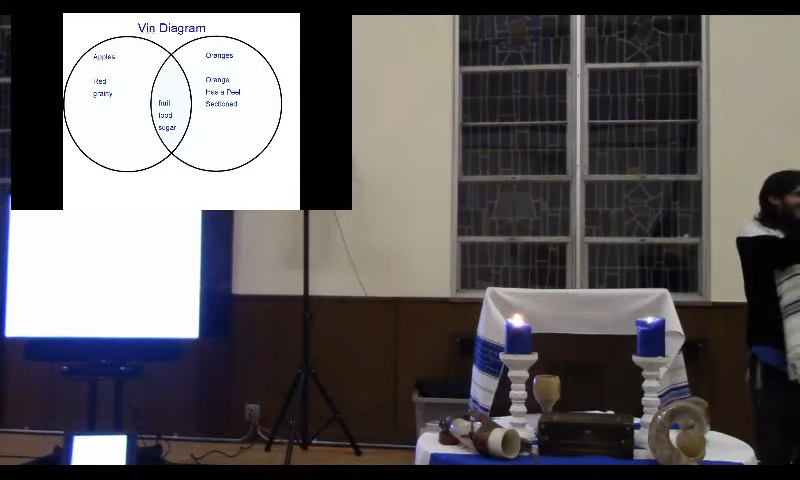 Vin Diagram
Apples
Red
grainy
fruit
food
sugar
Oranges
Orange
Has a Peel
Sectioned